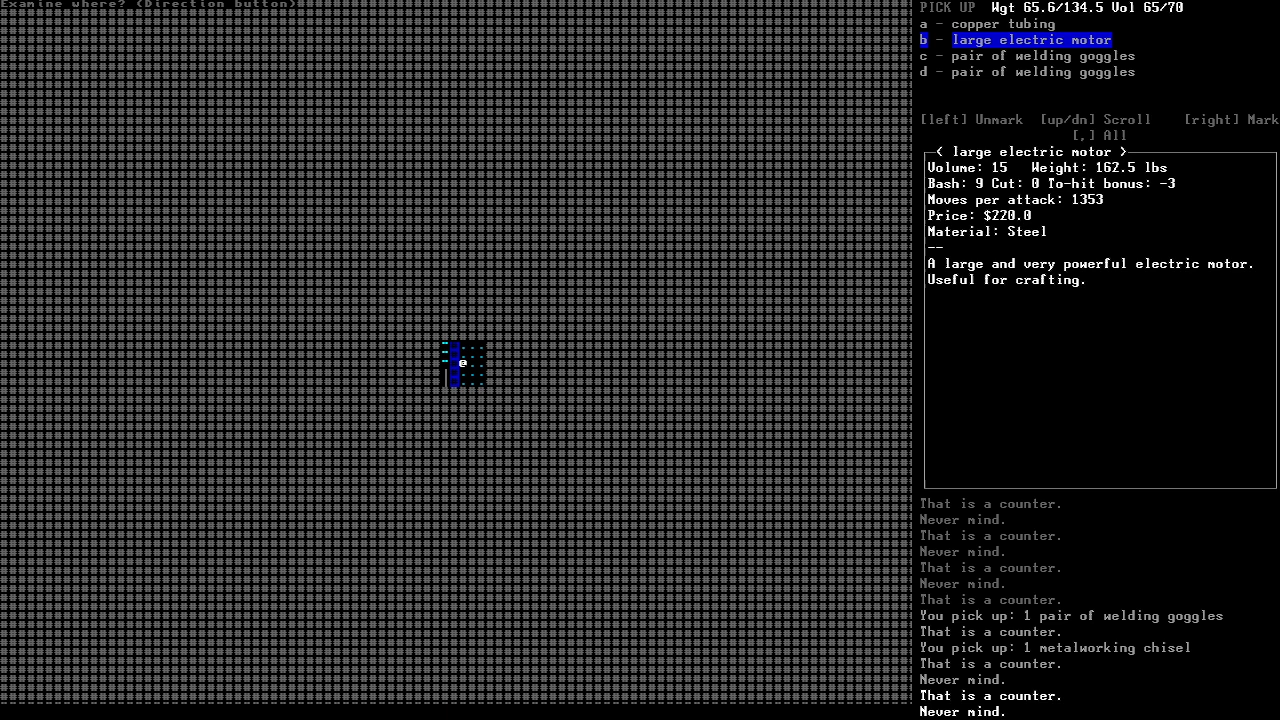 Examine where? (Direction button)
PICK UP  Wgt 65.6/134.5 Vol 65/70
a - copper tubing
b - large electric motor
c - pair of welding goggles
d - pair of welding goggles
[left] Unmark  [up/dn] Scroll    [right] Mark
[,] All
< large electric motor >
Volume: 15   Weight: 162.5 lbs
Bash: 9 Cut: 0 To-hit bonus: -3
Moves per attack: 1353
Price: $220.0
Material: Steel
--
A large and very powerful electric motor.
Useful for crafting.
@
That is a counter.
Never mind.
That is a counter.
Never mind.
That is a counter.
Never mind.
That is a counter.
You pick up: 1 pair of welding goggles
That is a counter.
You pick up: 1 metalworking chisel
That is a counter.
Never mind.
That is a counter.
Never mind.